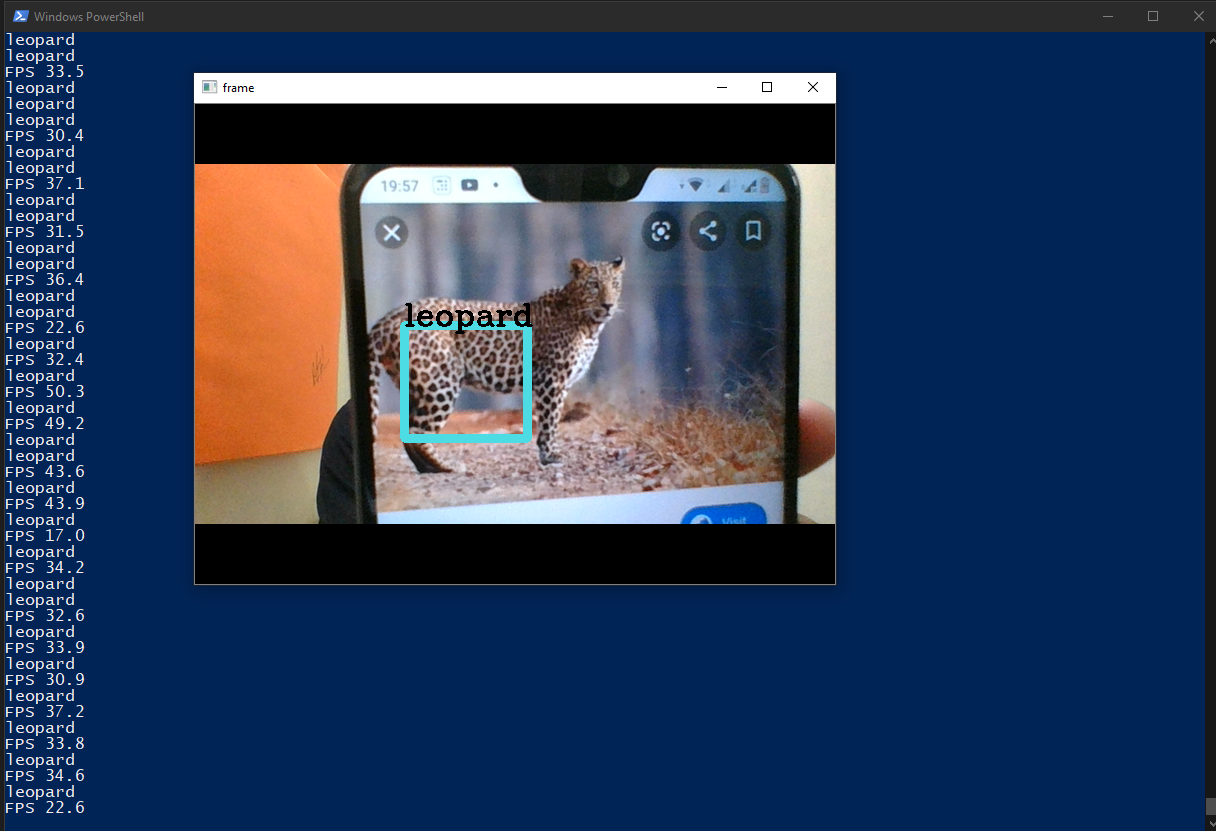 Windows PowerShell
leopard
leopard
FPS 33.5
leopard
leopard
leopard
FPS 30.4
leopard
leopard
FPS 37.1
leopard
leopard
FPS 31.5
leopard
leopard
FPS 36.4
leopard
leopard
FPS 22.6
leopard
FPS 32.4
leopard
FPS 50.3
leopard
FPS 49.2
leopard
leopard
FPS 43.6
leopard
FPS 43.9
leopard
FPS 17.0
leopard
FPS 34.2
leopard
leopard
FPS 32.6
leopard
FPS 33.9
leopard
FPS 30.9
leopard
FPS 37.2
leopard
FPS 33.8
leopard
FPS 34.6
leopard
FPS 22.6
frame
19:57
leopard
Visit